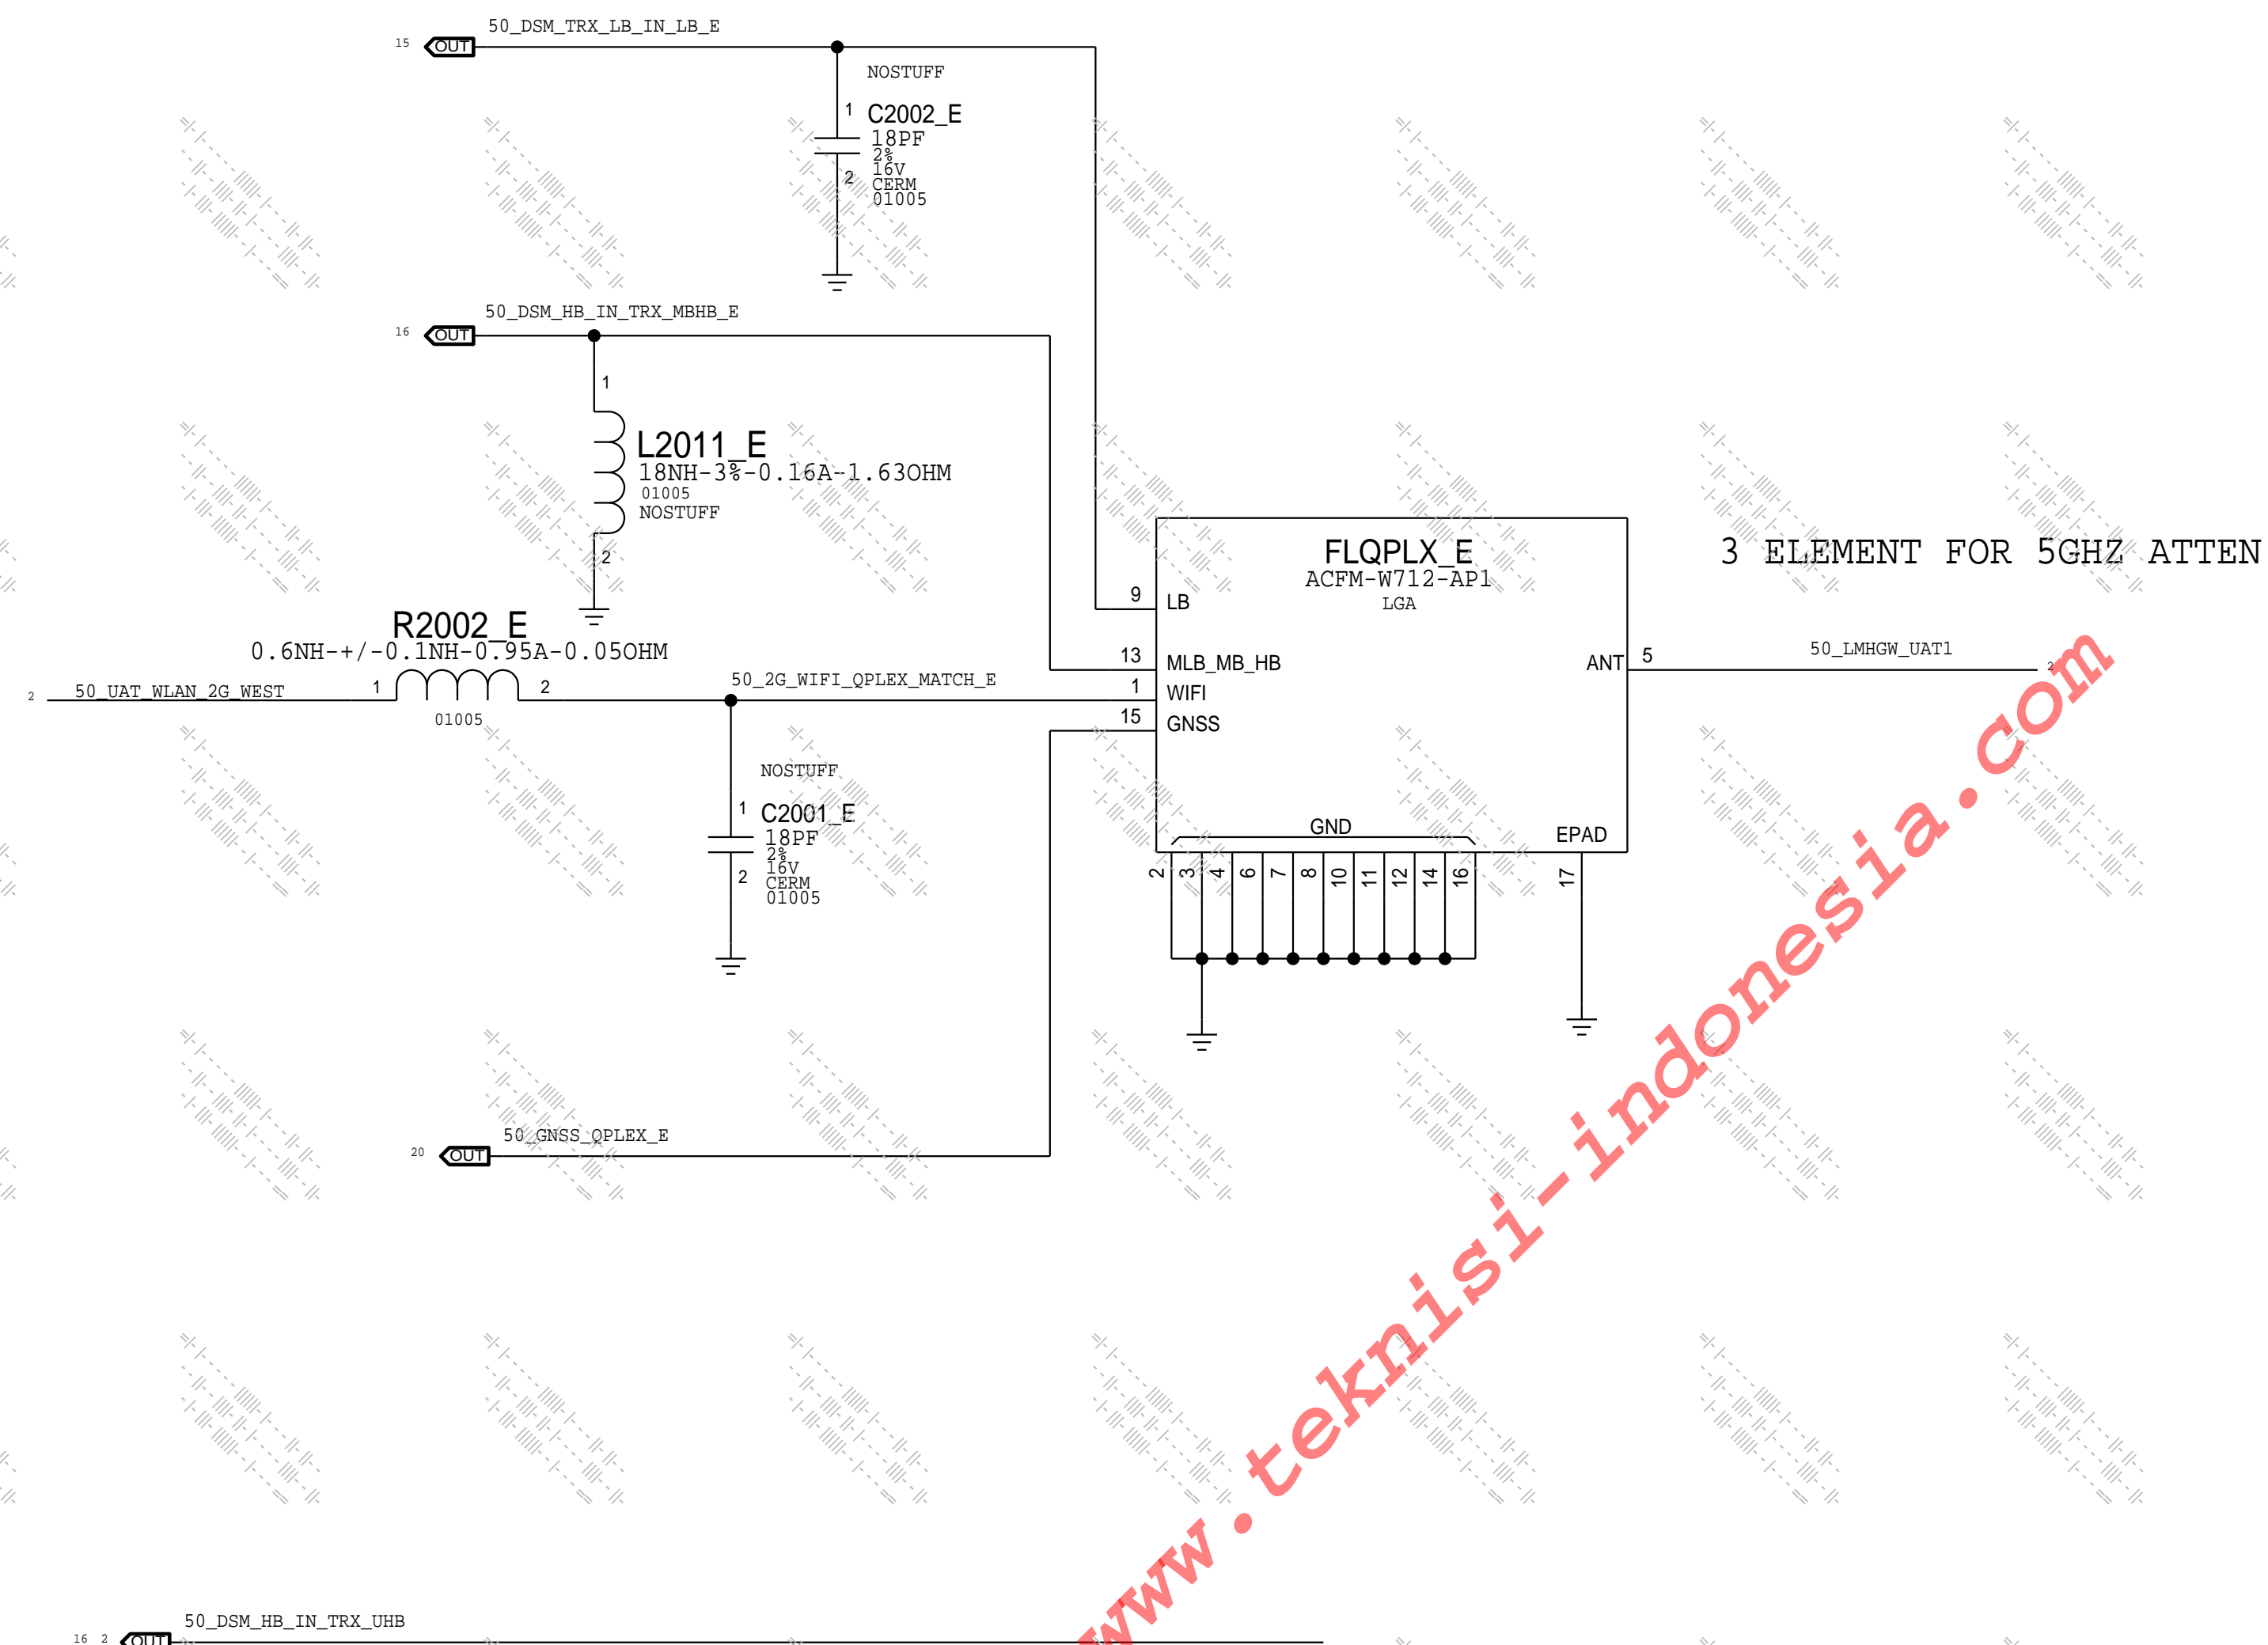 50_DSM_TRX_LB_IN_LB_E
15 OUT
NOSTUFF
1 C2002_E
18PF
2%
16V
2
CERM
01005
50_DSM_HB_IN_TRX_MBHB_E
16 OUT
1
L2011_E
18NH-3%-0.16A-1.63OHM
01005
NOSTUFF
2
FLQPLX_E
ACFM-W712-AP1
LGA
3 ELEMENT FOR 5GHZ ATTEN
9 LB
R2002_E
0.6NH-+/-0.1NH-0.95A-0.05OHM
13 MLB_MB_HB
ANT 5 50_LMHGW_UAT1 2
2 50_UAT_WLAN_2G_WEST 1 2 50_2G_WIFI_QPLEX_MATCH_E 1 WIFI
01005
15 GNSS
NOSTUFF
1 C2001_E
18PF
2%
16V
2 CERM
01005
GND
EPAD
2 3 4 6 7 8 10 11 12 14 16 17
50_GNSS_QPLEX_E
20 OUT
50_DSM_HB_IN_TRX_UHB
16 2 OUT
www.teknisi-indonesia.com